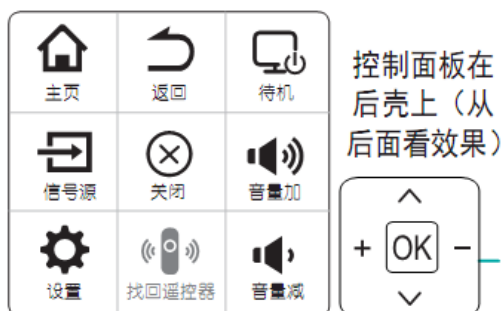 主页 返回 待机
信号源 关闭 音量加
设置 找回遥控器 音量减
控制面板在
后壳上（从
后面看效果）
+ OK -